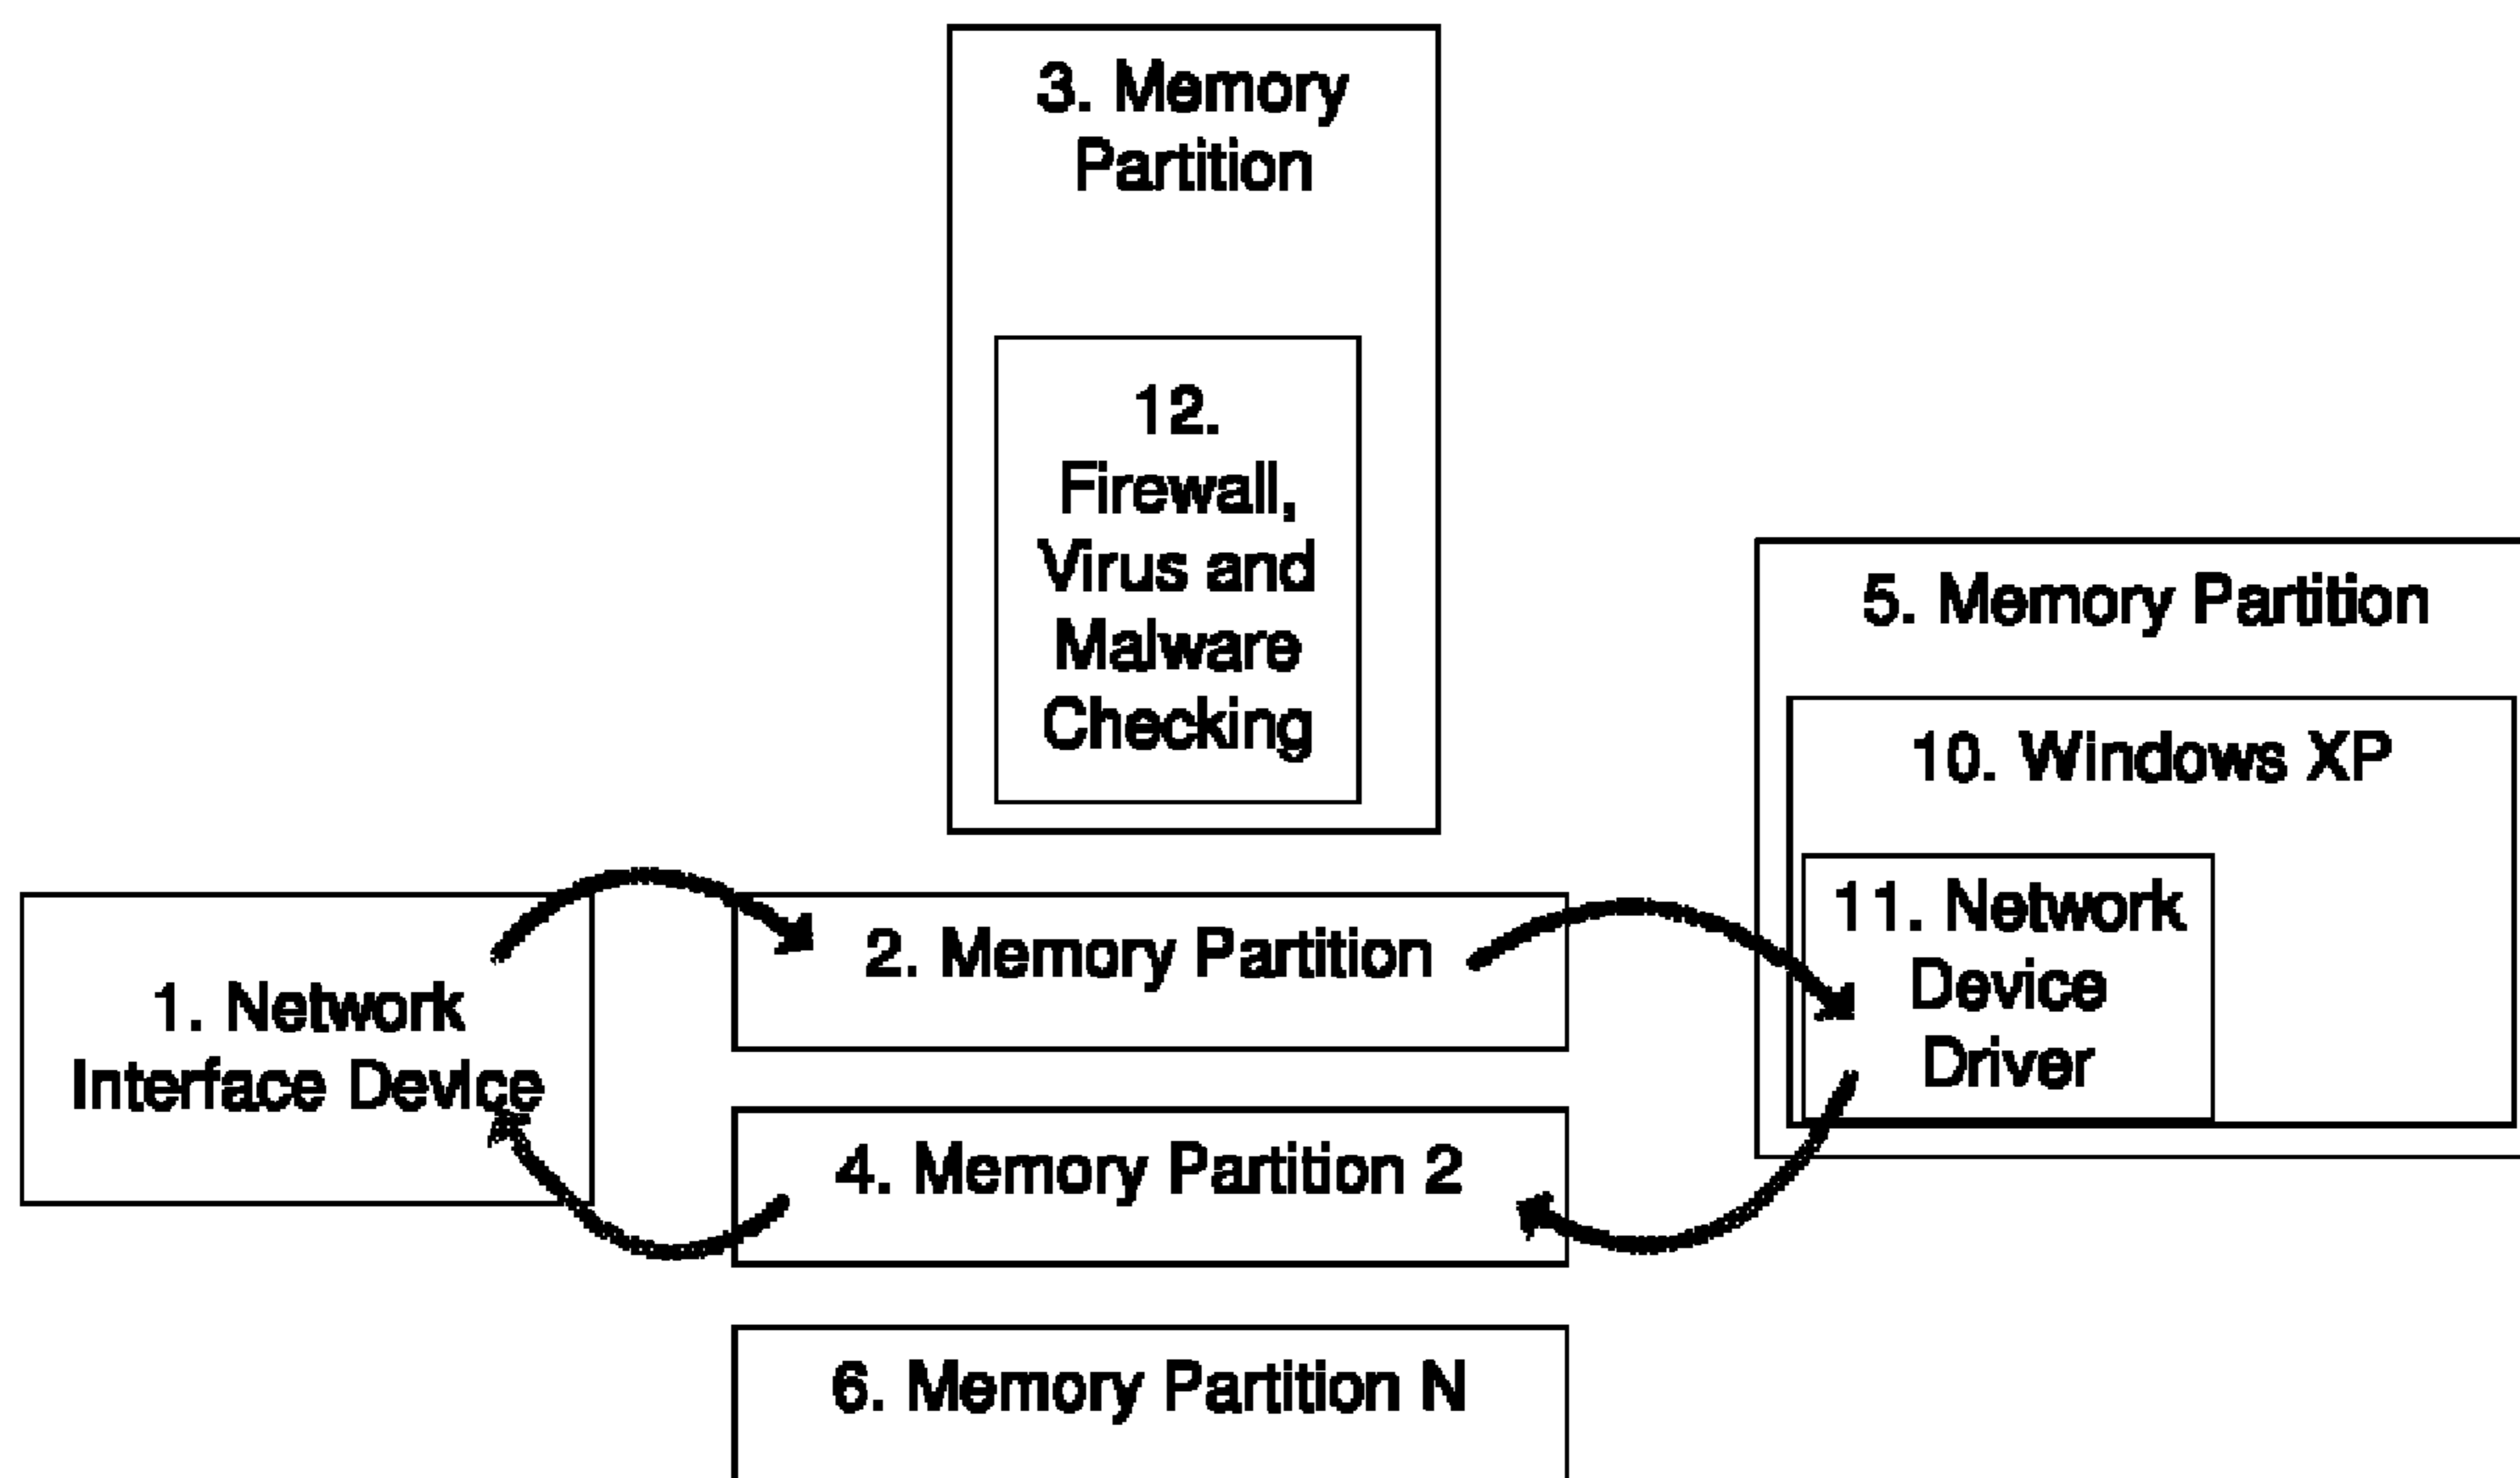 3. Memory
Partition
12.
Firewall,
Virus and
Malware
Checking
5. Memory Partition
10. Windows XP
11. Network
Device
Driver
2. Memory Partition
1. Network
Interface Device
4. Memory Partition 2
6. Memory Partition N